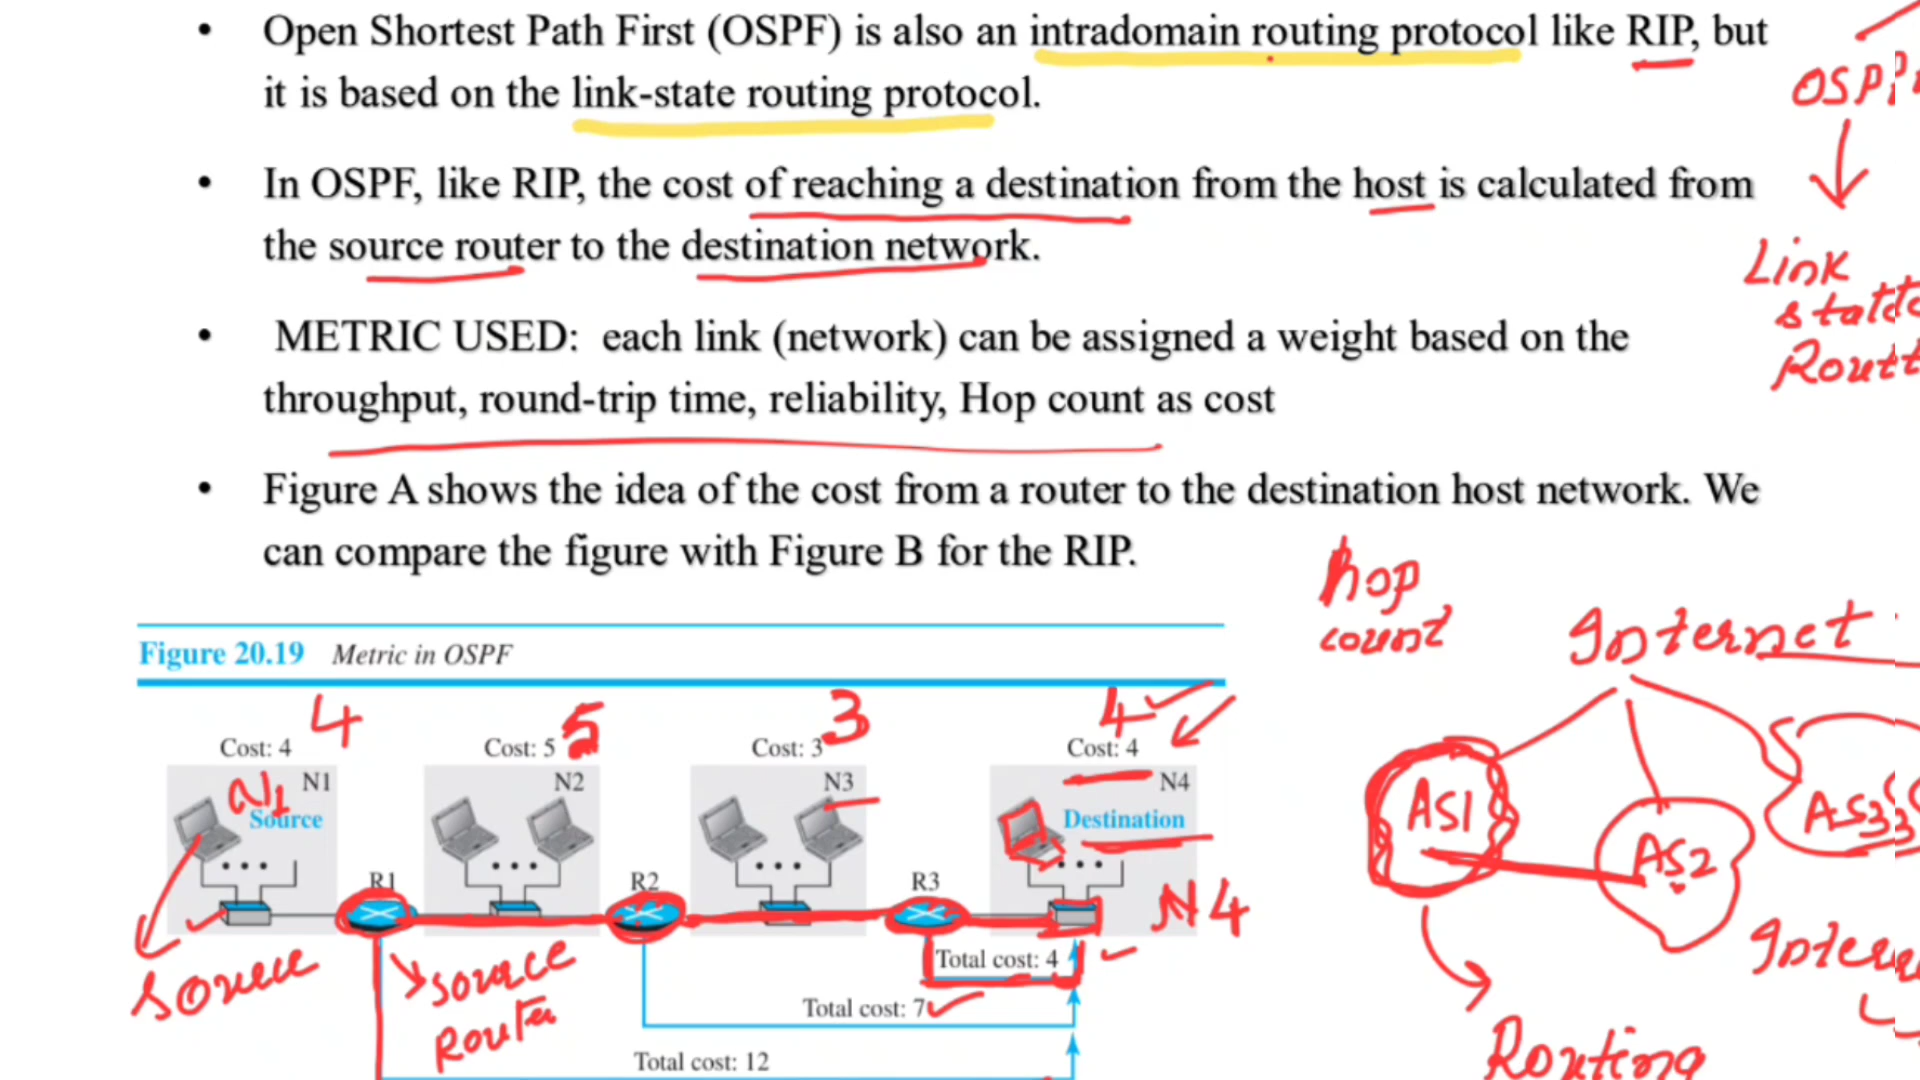 • Open Shortest Path First (OSPF) is also an intradomain routing protocol like RIP, but
it is based on the link-state routing protocol.
• In OSPF, like RIP, the cost of reaching a destination from the host is calculated from
the source router to the destination network.
• METRIC USED: each link (network) can be assigned a weight based on the
throughput, round-trip time, reliability, Hop count as cost
• Figure A shows the idea of the cost from a router to the destination host network. We
can compare the figure with Figure B for the RIP.
Link
hop
count
Internet
Figure 20.19 Metric in OSPF
4 5 3 4
Cost: 4 Cost: 5 Cost: 3 Cost: 4
N1 N2 N3 N4
Source Destination
AS1 AS2
R1 R2 R3
N4
Total cost: 4
source
source
Router
Total cost: 7
Total cost: 12
Routing